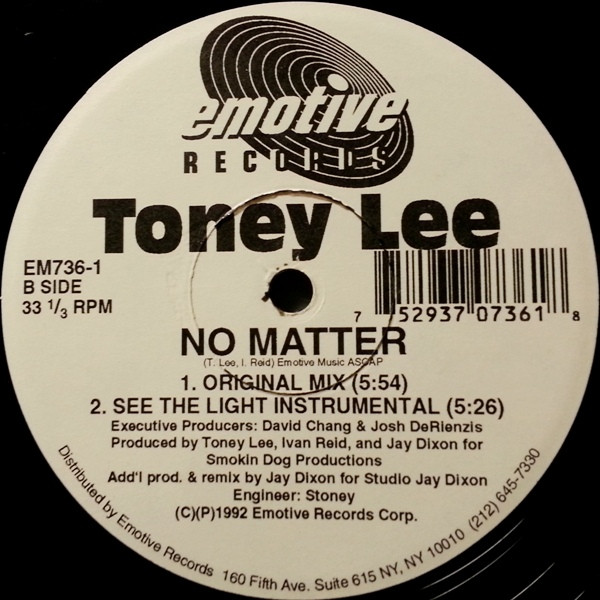 emotive
RECORDS
Toney Lee
EM736-1
B SIDE
33 1/3 RPM
7 52937 07361 8
NO MATTER
(T. Lee, I. Reid) Emotive Music ASCAP
1. ORIGINAL MIX (5:54)
2. SEE THE LIGHT INSTRUMENTAL (5:26)
Executive Producers: David Chang & Josh DeRienzis
Produced by Toney Lee, Ivan Reid, and Jay Dixon for
Smokin Dog Productions
Add'l prod. & remix by Jay Dixon for Studio Jay Dixon
Engineer: Stoney
(C)(P)1992 Emotive Records Corp.
Distributed by Emotive Records 160 Fifth Ave. Suite 615 NY, NY 10010 (212) 645-7330